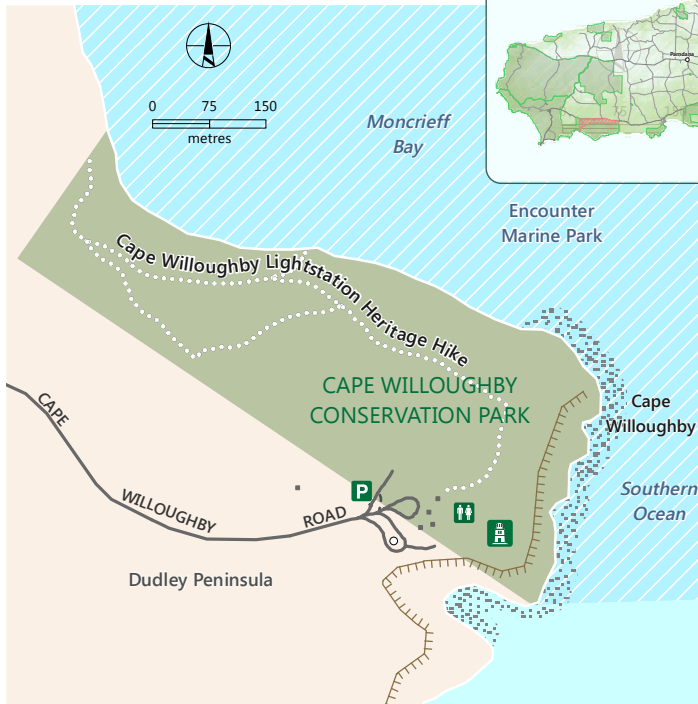 Parndana
0 75 150
metres
Moncrieff
Bay
Encounter
Marine Park
Cape Willoughby Lightstation Heritage Hike
CAPE WILLOUGHBY
CONSERVATION PARK
Cape
Willoughby
CAPE WILLOUGHBY ROAD
P
Southern
Ocean
Dudley Peninsula